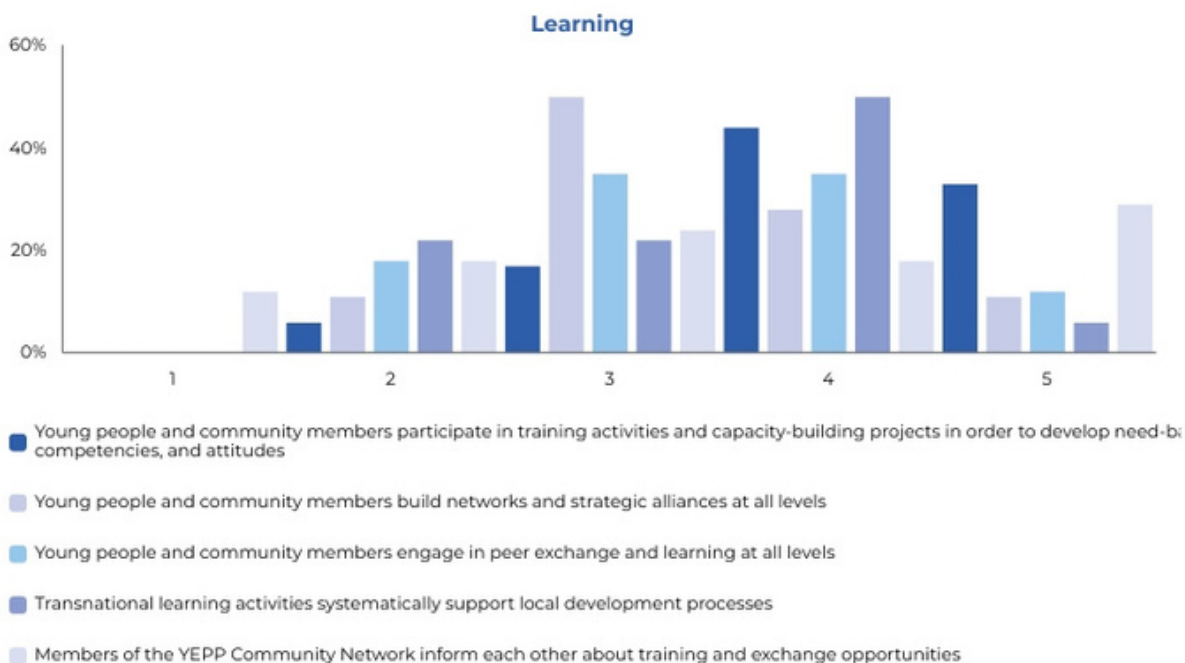 Learning
60%
40%
20%
0%
1 2 3 4 5
Young people and community members participate in training activities and capacity-building projects in order to develop
competencies, and attitudes
Young people and community members build networks and strategic alliances at all levels
Young people and community members engage in peer exchange and learning at all levels
Transnational learning activities systematically support local development processes
Members of the YEPP Community Network inform each other about training and exchange opportunities